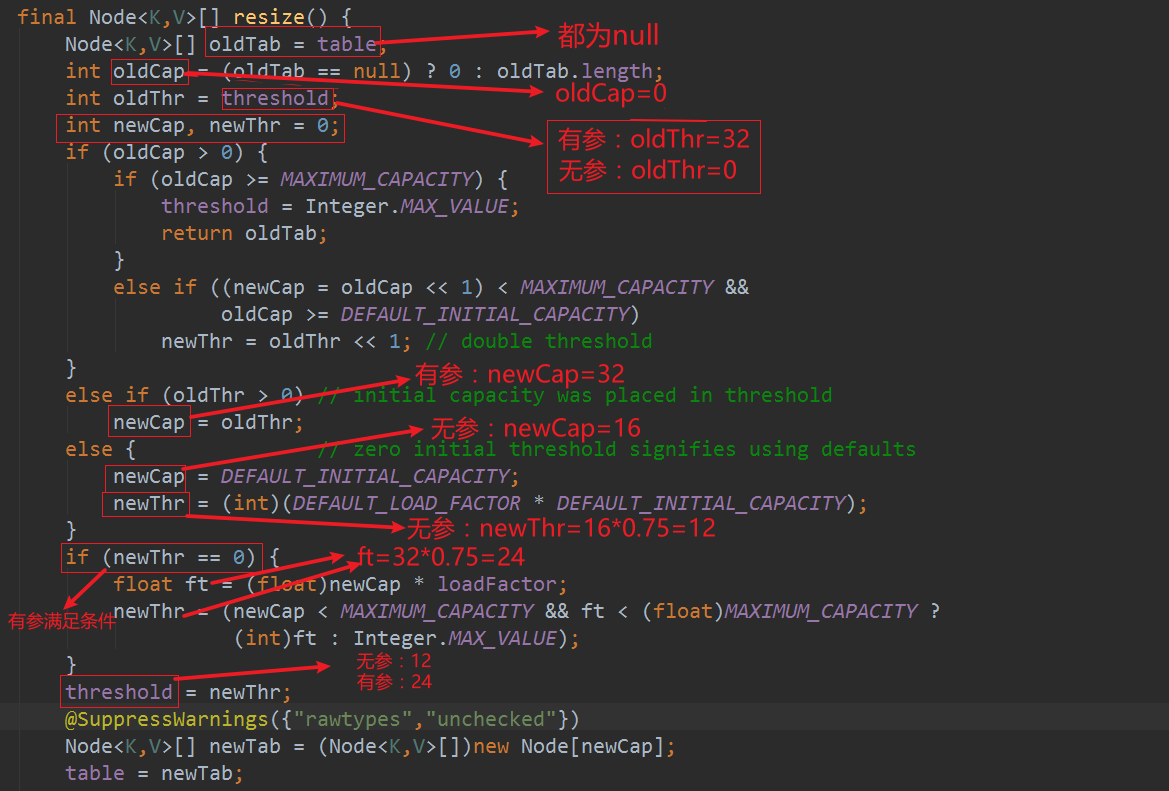 final Node<K,V>[] resize() {
Node<K,V>[] oldTab = table; 都为null
int oldCap = (oldTab == null) ? 0 : oldTab.length;
oldCap=0
int oldThr = threshold;
int newCap, newThr = 0;
有参：oldThr=32
if (oldCap > 0) {
无参：oldThr=0
if (oldCap >= MAXIMUM_CAPACITY) {
threshold = Integer.MAX_VALUE;
return oldTab;
}
else if ((newCap = oldCap << 1) < MAXIMUM_CAPACITY &&
oldCap >= DEFAULT_INITIAL_CAPACITY)
newThr = oldThr << 1; // double threshold
}
有参：newCap=32
else if (oldThr > 0) // initial capacity was placed in threshold
newCap = oldThr;
无参：newCap=16
else { // zero initial threshold signifies using defaults
newCap = DEFAULT_INITIAL_CAPACITY;
newThr = (int)(DEFAULT_LOAD_FACTOR * DEFAULT_INITIAL_CAPACITY);
}
无参：newThr=16*0.75=12
if (newThr == 0) {
ft=32*0.75=24
float ft = (float)newCap * loadFactor;
有参满足条件
newThr = (newCap < MAXIMUM_CAPACITY && ft < (float)MAXIMUM_CAPACITY ?
(int)ft : Integer.MAX_VALUE);
}
无参：12
有参：24
threshold = newThr;
@SuppressWarnings({"rawtypes","unchecked"})
Node<K,V>[] newTab = (Node<K,V>[])new Node[newCap];
table = newTab;